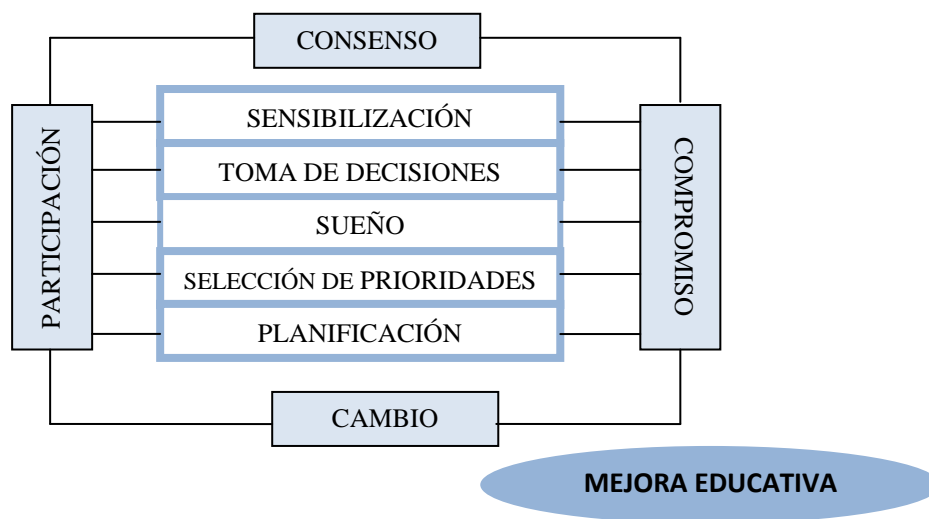 CONSENSO
PARTICIPACIÓN
SENSIBILIZACIÓN
TOMA DE DECISIONES
SUEÑO
SELECCIÓN DE PRIORIDADES
PLANIFICACIÓN
COMPROMISO
CAMBIO
MEJORA EDUCATIVA